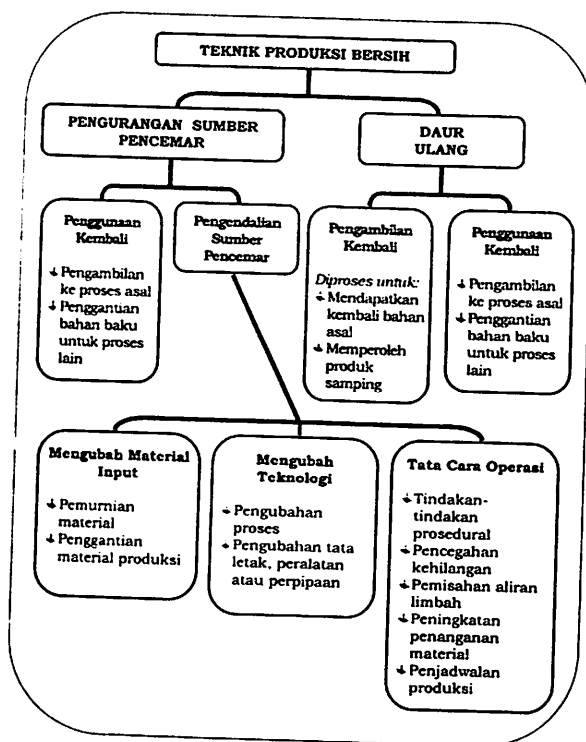 TEKNIK PRODUKSI BERSIH
PENGURANGAN SUMBER
PENCEMAR
DAUR
ULANG
Penggunaan
Kembali
Pengambilan
ke proses asal
Penggantian
bahan baku
untuk proses
lain
Pengendalian
Sumber
Pencemar
Pengambilan
Kembali
Diproses untuk:
Mendapatkan
kembali bahan
asal
Memperoleh
produk
samping
Penggunaan
Kembali
Pengambilan
ke proses asal
Penggantian
bahan baku
untuk proses
lain
Mengubah Material
Input
Pemurnian
material
Penggantian
material produksi
Mengubah
Teknologi
Pengubahan
proses
Pengubahan tata
letak, peralatan
atau perpipaan
Tata Cara Operasi
Tindakan-
tindakan
prosedural
Pencegahan
kehilangan
Pemisahan aliran
limbah
Peningkatan
penanganan
material
Penjadwalan
produksi